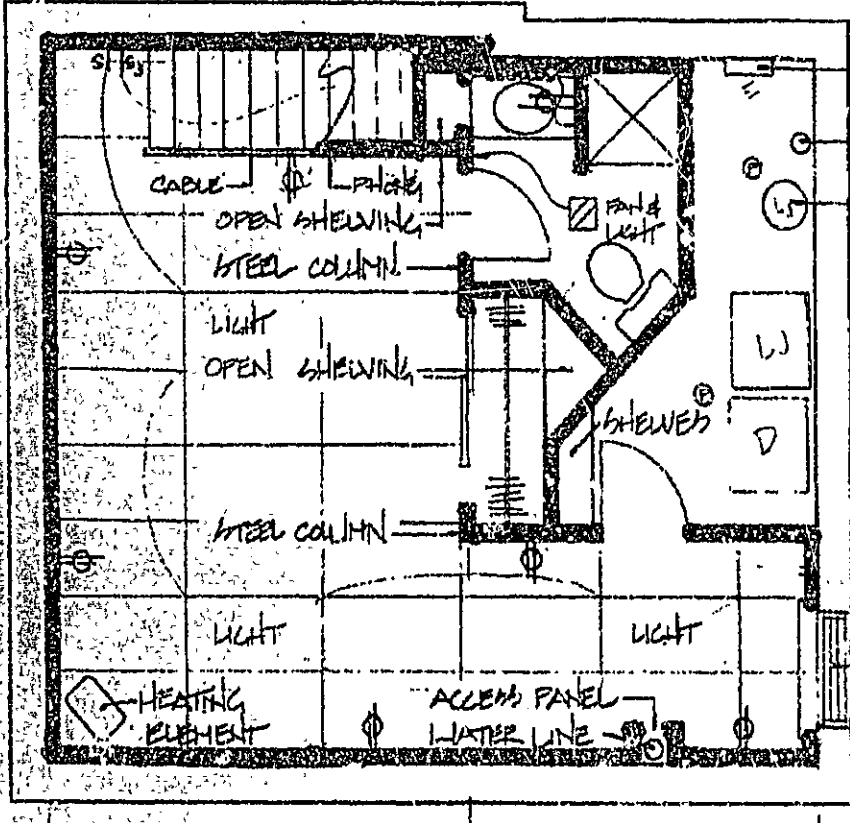 S S3
CABLE
PHONE
OPEN SHELVING
STEEL COLUMN
FAN &
LIGHT
LIGHT
OPEN SHELVING
SHELVES
W
D
STEEL COLUMN
LIGHT
LIGHT
HEATING
ELEMENT
ACCESS PANEL
WATER LINE